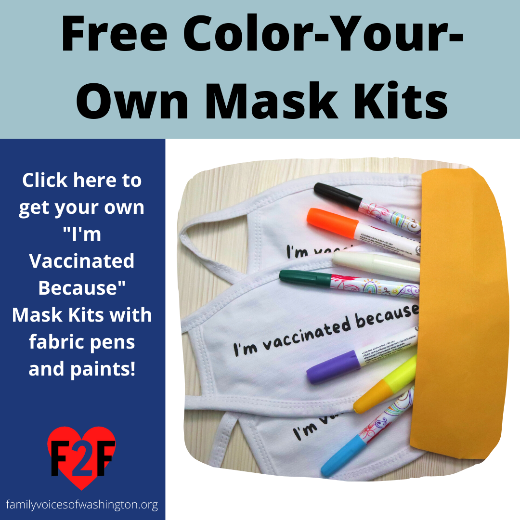 Free Color-Your-
Own Mask Kits
Click here to
get your own
"I'm
Vaccinated
Because"
Mask Kits with
fabric pens
and paints!
F2F
familyvoicesofwashington.org
I'm vacc
I'm vaccinated because
I'm v